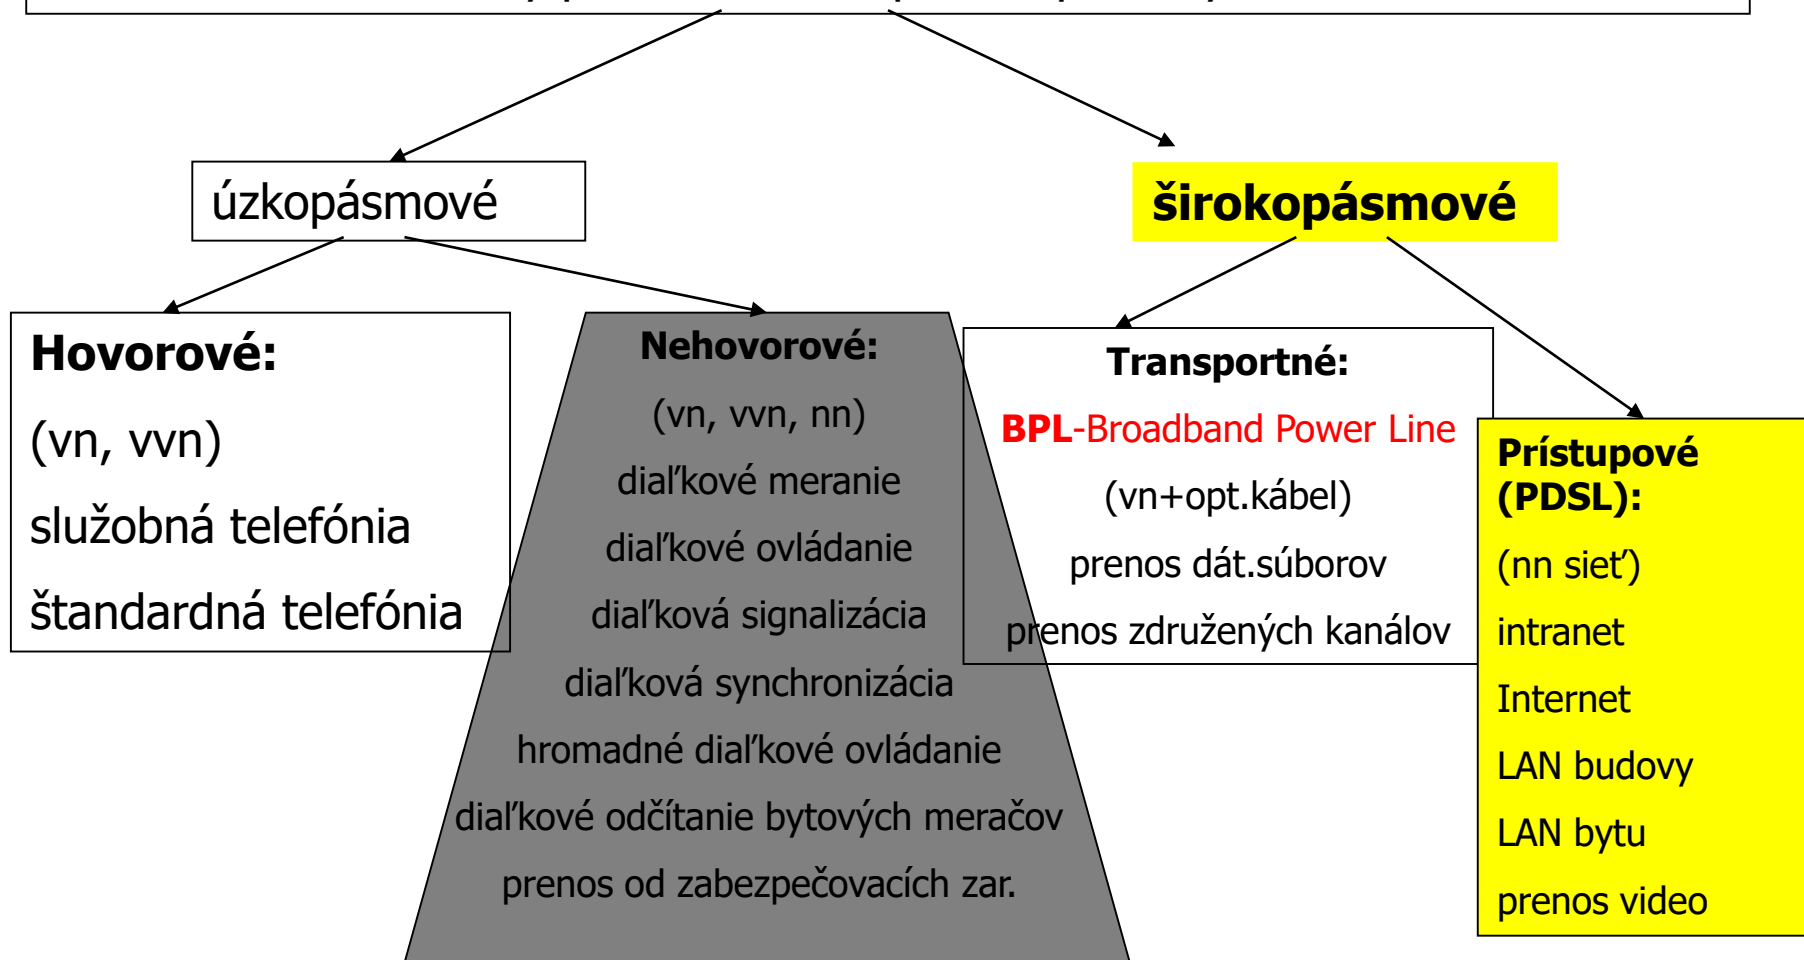 úzkopásmové
širokopásmové
Hovorové:
(vn, vvn)
služobná telefónia
štandardná telefónia
Nehovorové:
(vn, vvn, nn)
diaľkové meranie
diaľkové ovládanie
diaľková signalizácia
diaľková synchronizácia
hromadné diaľkové ovládanie
diaľkové odčítanie bytových meračov
prenos od zabezpečovacích zar.
Transportné:
BPL-Broadband Power Line
(vn+opt.kábel)
prenos dát.súborov
prenos združených kanálov
Prístupové
(PDSL):
(nn sieť)
intranet
Internet
LAN budovy
LAN bytu
prenos video